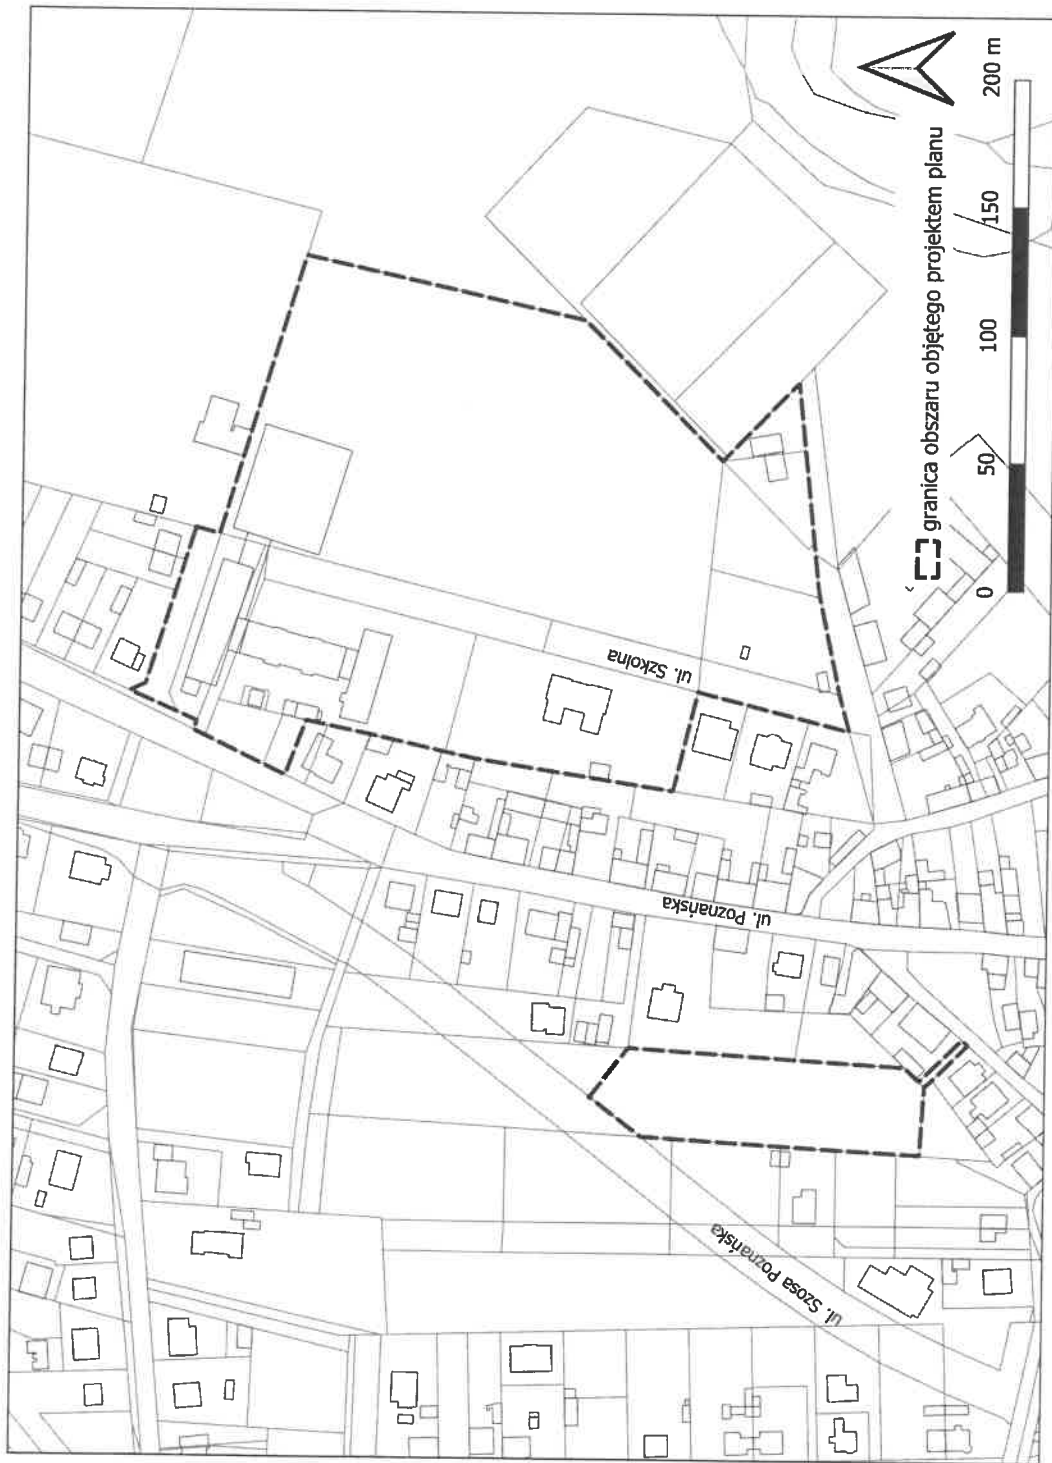 ul. Szkolna
ul. Poznańska
ul. Szosa Poznańska
granica obszaru objętego projektem planu
0 50 100 150 200 m